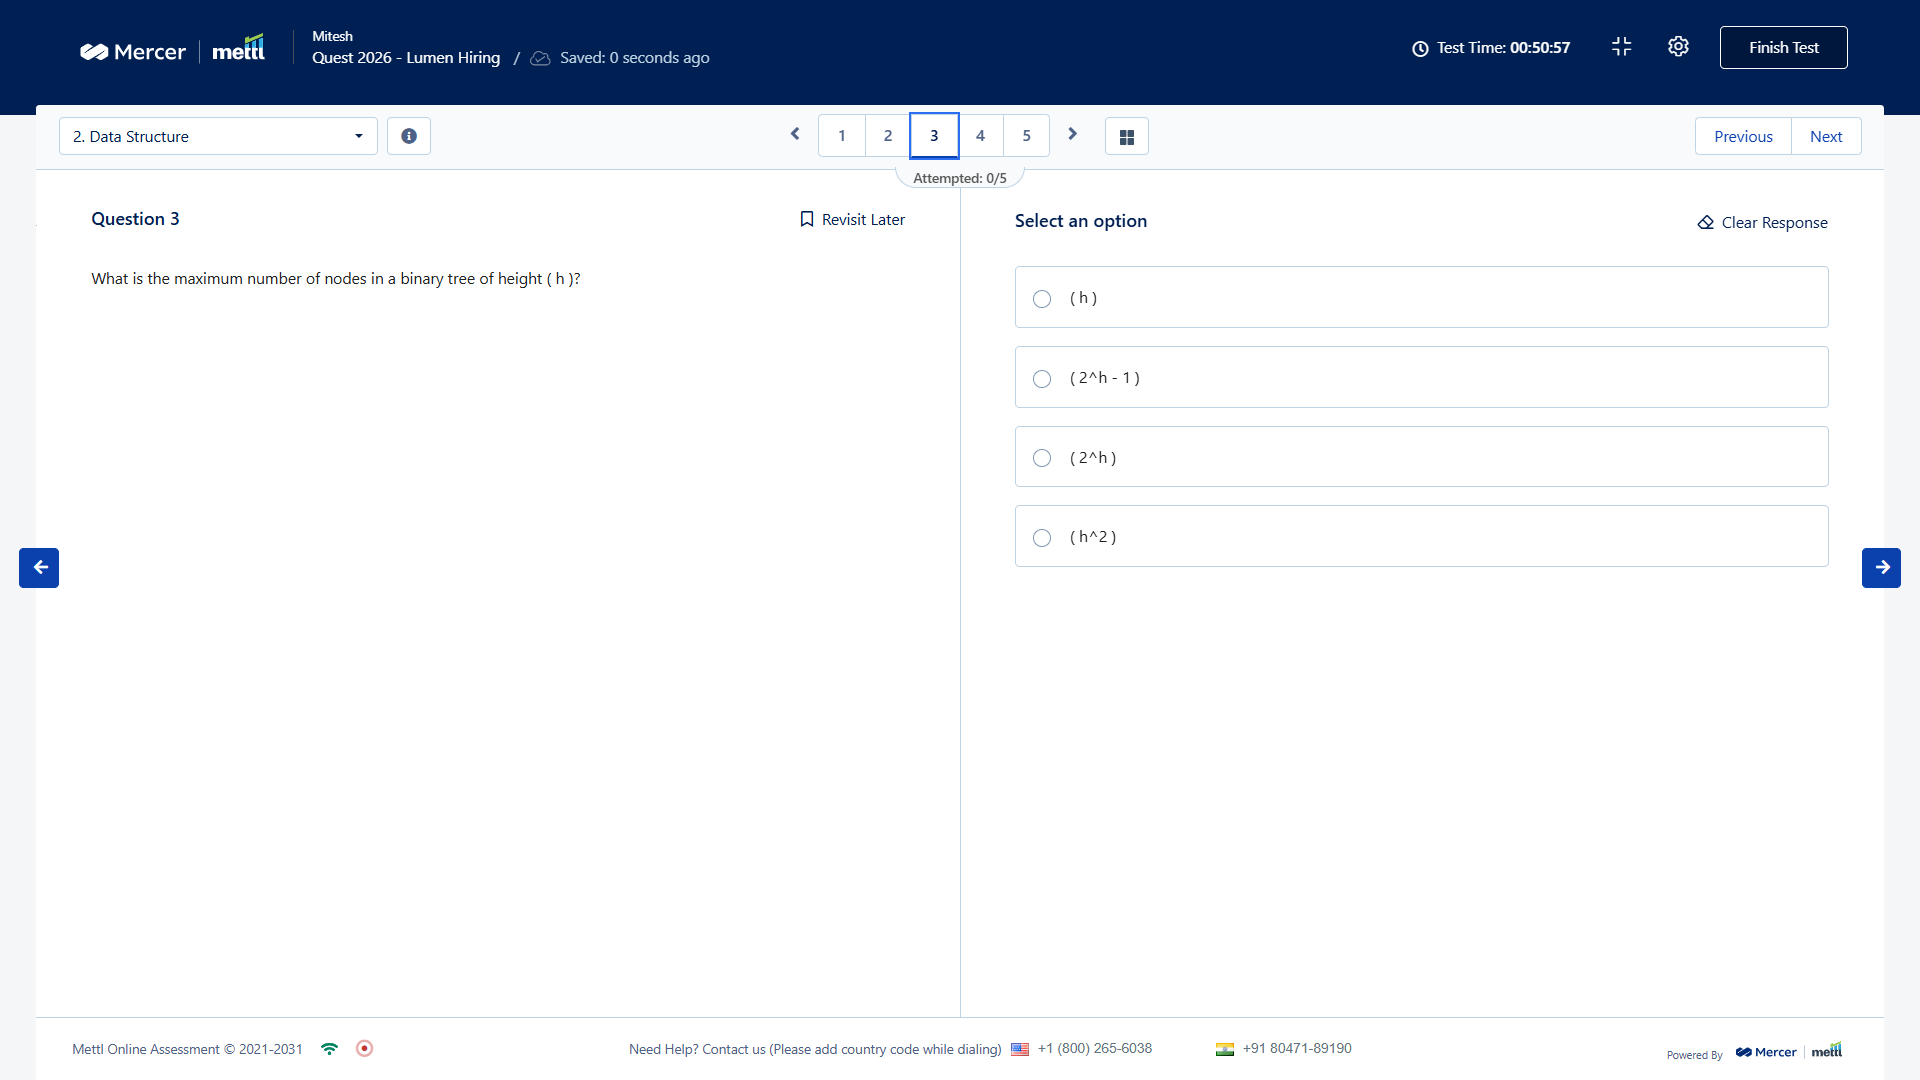 Mercer mettl
Mitesh
Quest 2026 - Lumen Hiring / Saved: 0 seconds ago
Test Time: 00:50:57
Finish Test
2. Data Structure
1 2 3 4 5
Previous Next
Attempted: 0/5
Question 3
Revisit Later
What is the maximum number of nodes in a binary tree of height ( h )?
Select an option
Clear Response
( h )
( 2^h - 1 )
( 2^h )
( h^2 )
Mettl Online Assessment © 2021-2031
Need Help? Contact us (Please add country code while dialing) +1 (800) 265-6038 +91 80471-89190
Powered By Mercer mettl